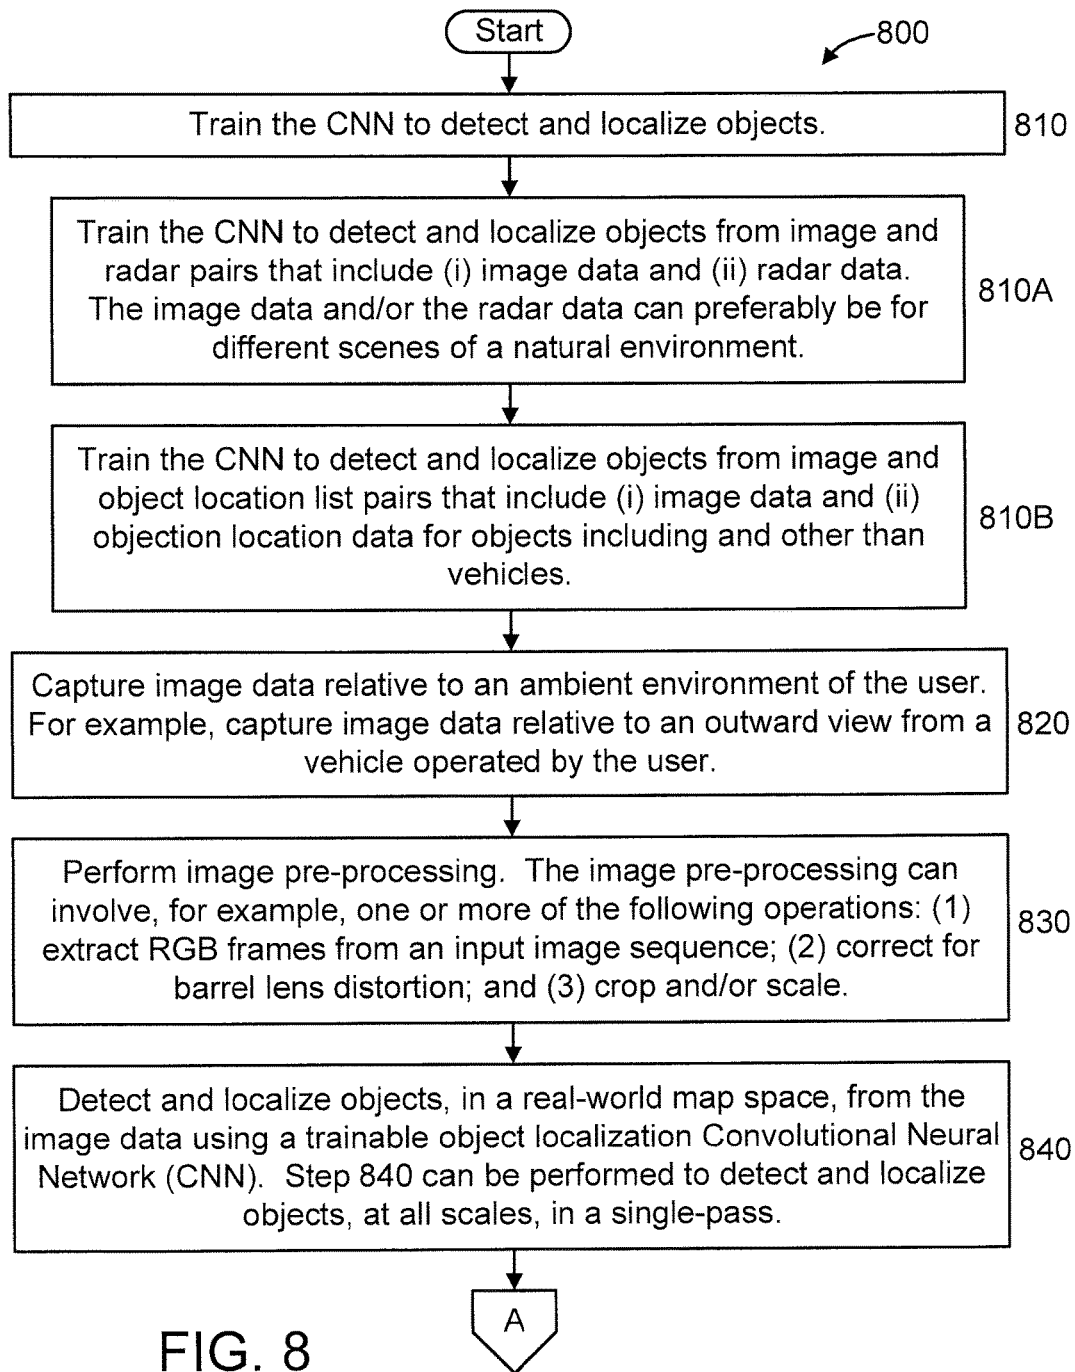 Start
800
Train the CNN to detect and localize objects.
810
Train the CNN to detect and localize objects from image and
radar pairs that include (i) image data and (ii) radar data.
The image data and/or the radar data can preferably be for
different scenes of a natural environment.
810A
Train the CNN to detect and localize objects from image and
object location list pairs that include (i) image data and (ii)
objection location data for objects including and other than
vehicles.
810B
Capture image data relative to an ambient environment of the user.
For example, capture image data relative to an outward view from a
vehicle operated by the user.
820
Perform image pre-processing. The image pre-processing can
involve, for example, one or more of the following operations: (1)
extract RGB frames from an input image sequence; (2) correct for
barrel lens distortion; and (3) crop and/or scale.
830
Detect and localize objects, in a real-world map space, from the
image data using a trainable object localization Convolutional Neural
Network (CNN). Step 840 can be performed to detect and localize
objects, at all scales, in a single-pass.
840
A
FIG. 8